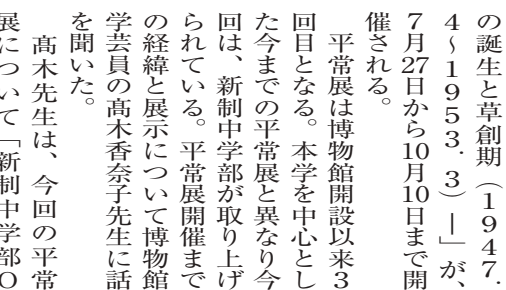 の誕生と草創期（１９４７．
４～１９５３．３）―」が、
７月27日から10月10日まで開
催される。
　平常展は博物館開設以来３
回目となる。本学を中心とし
た今までの平常展と異なり今
回は、新制中学部が取り上げ
られている。平常展開催まで
の経緯と展示について博物館
学芸員の髙木香奈子先生に話
を聞いた。
　髙木先生は、今回の平常
展について「新制中学部Ｏ